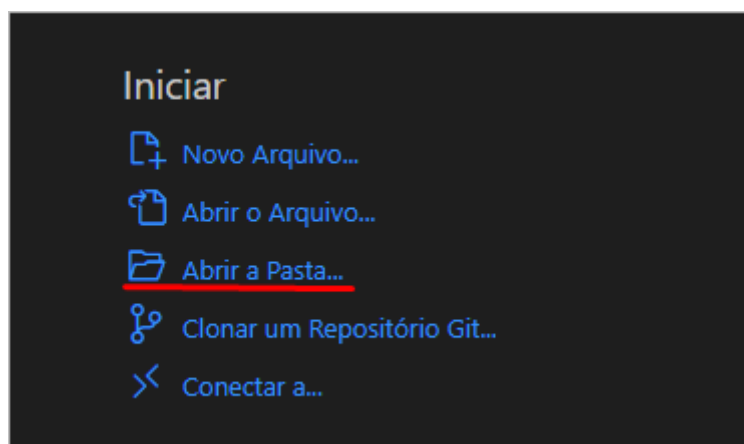 Iniciar
Novo Arquivo...
Abrir o Arquivo...
Abrir a Pasta...
Clonar um Repositório Git...
Conectar a...